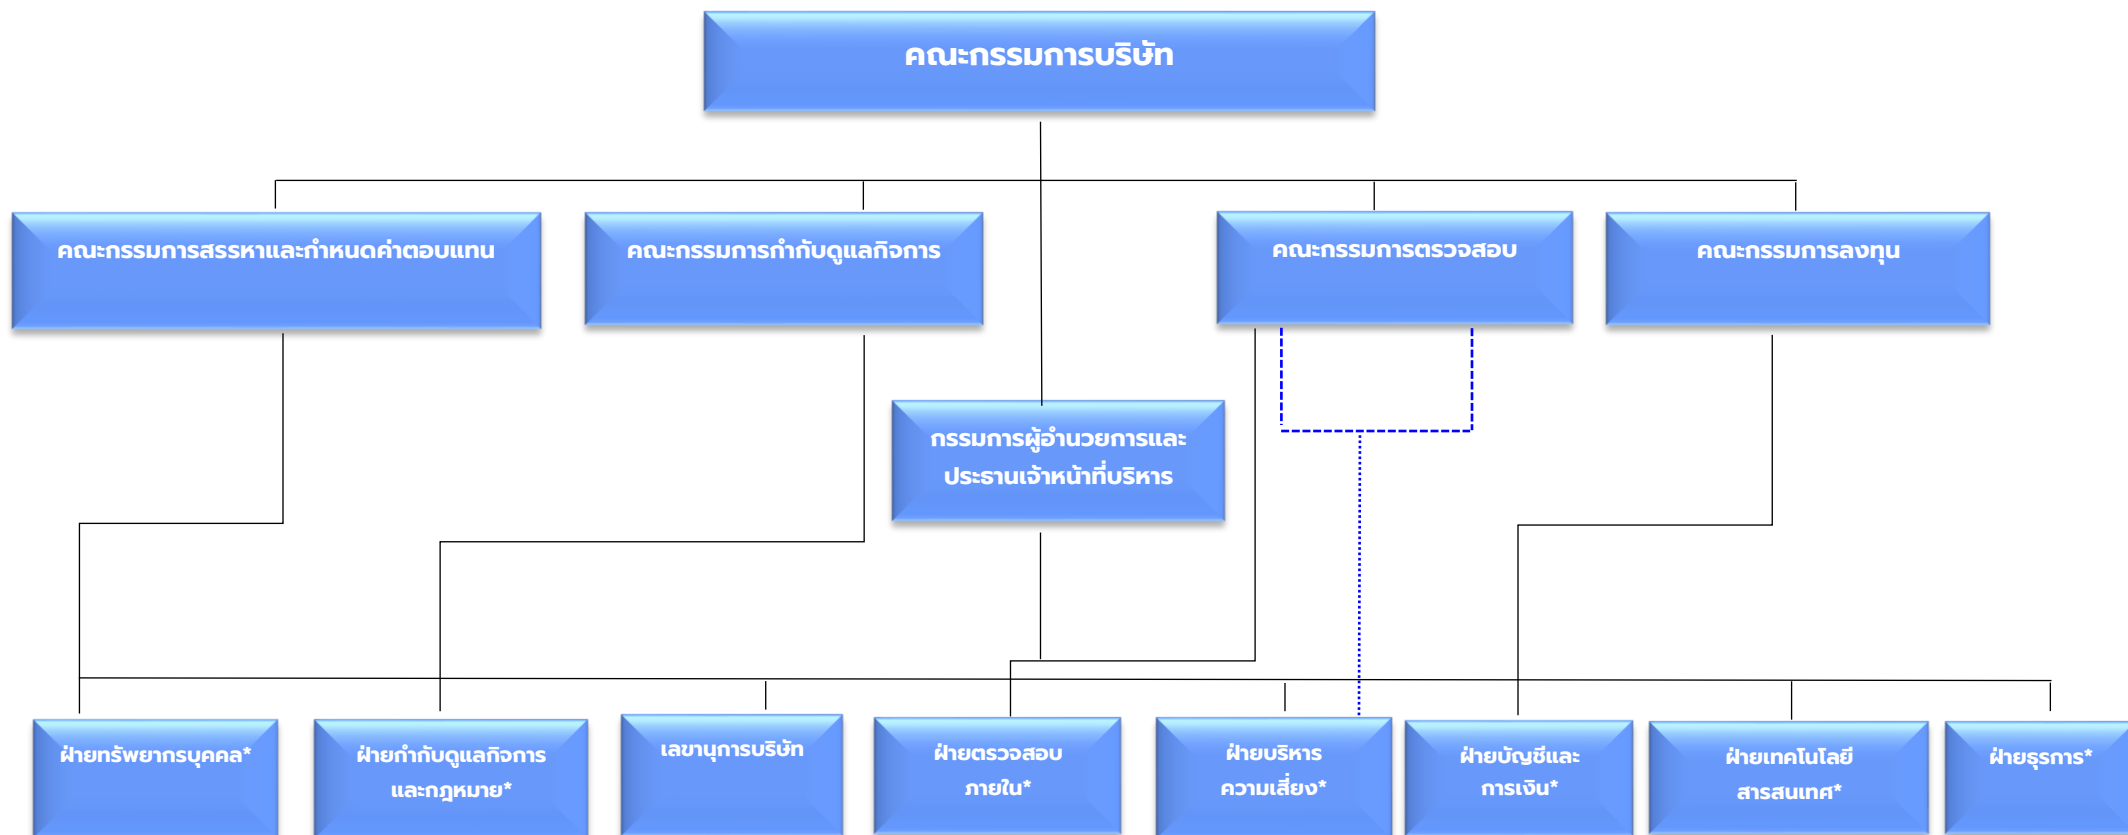 คณะกรรมการบริษัท
คณะกรรมการสรรหาและกำหนดค่าตอบแทน
คณะกรรมการกำกับดูแลกิจการ
คณะกรรมการตรวจสอบ
คณะกรรมการลงทุน
กรรมการผู้อำนวยการและ
ประธานเจ้าหน้าที่บริหาร
ฝ่ายทรัพยากรบุคคล*
ฝ่ายกำกับดูแลกิจการ
และกฎหมาย*
เลขานุการบริษัท
ฝ่ายตรวจสอบ
ภายใน*
ฝ่ายบริหาร
ความเสี่ยง*
ฝ่ายบัญชีและ
การเงิน*
ฝ่ายเทคโนโลยี
สารสนเทศ*
ฝ่ายธุรการ*